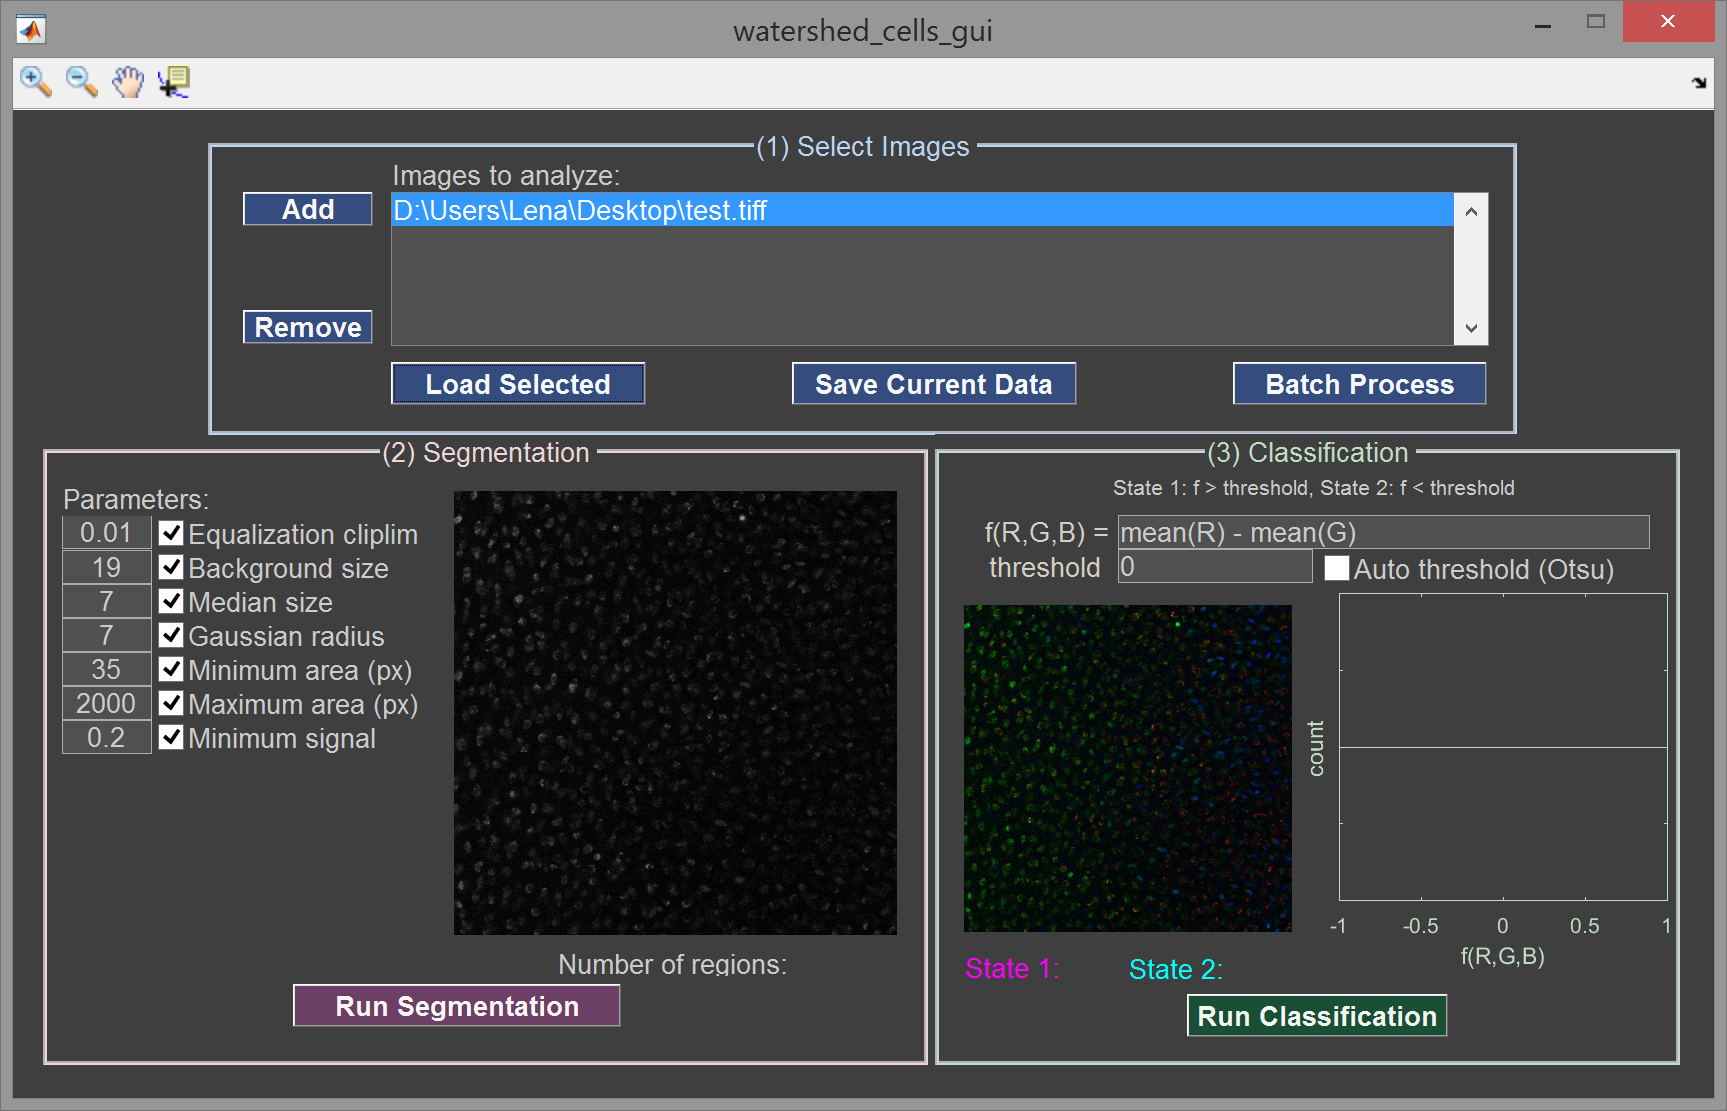 watershed_cells_gui
(1) Select Images
Images to analyze:
Add
D:\Users\Lena\Desktop\test.tiff
Remove
Load Selected
Save Current Data
Batch Process
(2) Segmentation
Parameters:
0.01 Equalization cliplim
19 Background size
7 Median size
7 Gaussian radius
35 Minimum area (px)
2000 Maximum area (px)
0.2 Minimum signal
Number of regions:
Run Segmentation
(3) Classification
State 1: f > threshold, State 2: f < threshold
f(R,G,B) = mean(R) - mean(G)
threshold 0 Auto threshold (Otsu)
count
-1 -0.5 0 0.5 1
f(R,G,B)
State 1: State 2:
Run Classification